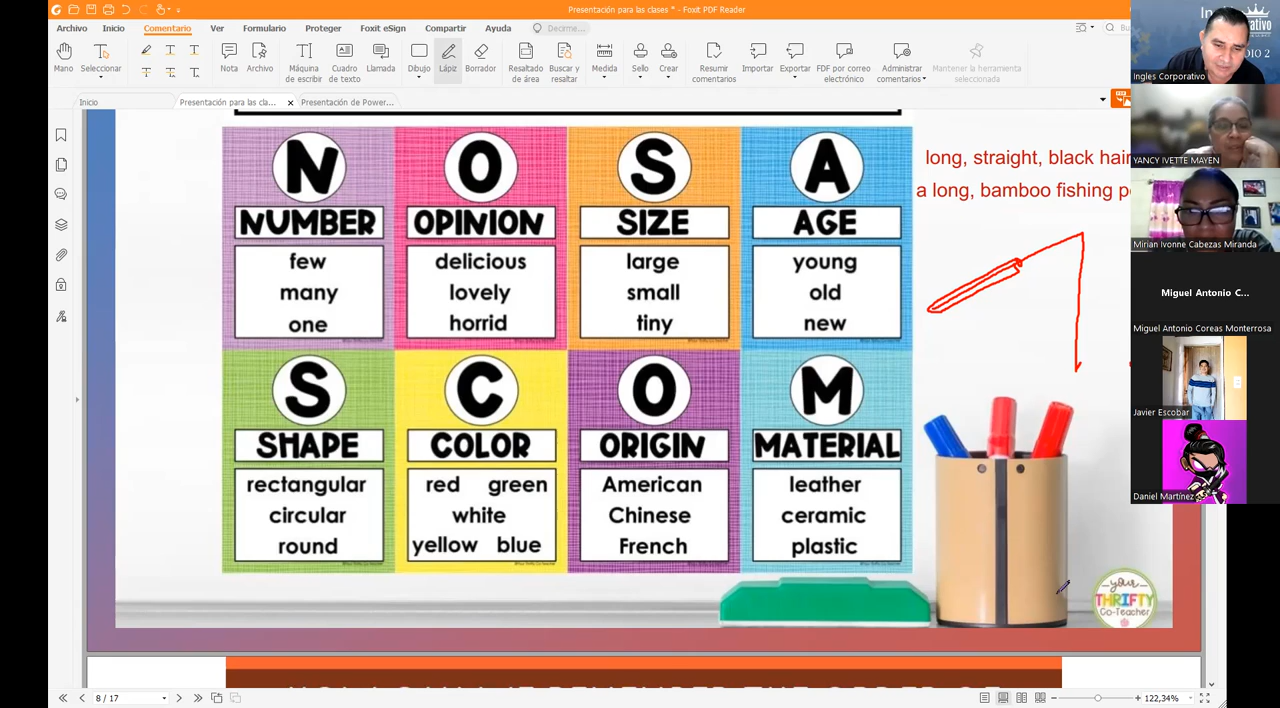 Presentación para las clases * - Foxit PDF Reader
Archivo Inicio Comentario Ver Formulario Proteger Foxit eSign Compartir Ayuda Decirme...
Mano Seleccionar Nota Archivo Máquina de escribir Cuadro de texto Llamada Dibujo Lápiz Borrador Resaltado de área Buscar y resaltar Medida Sello Crear Resumir comentarios Importar Exportar FDF por correo electrónico Administrar comentarios Mantener la herramienta seleccionada
Inicio Presentación para las cla... Presentación de Power...
N O S A
NUMBER OPINION SIZE AGE
few delicious large young
many lovely small old
one horrid tiny new
S C O M
SHAPE COLOR ORIGIN MATERIAL
rectangular red green American leather
circular white Chinese ceramic
round yellow blue French plastic
long, straight, black hair
a long, bamboo fishing
your
THRIFTY
Co-Teacher
Ingles Corporativo
YANCY IVETTE MAYEN
Mirian Ivonne Cabezas Miranda
Miguel Antonio C...
Miguel Antonio Coreas Monterrosa
Javier Escobar
Daniel Martínez
8 / 17
122,34%